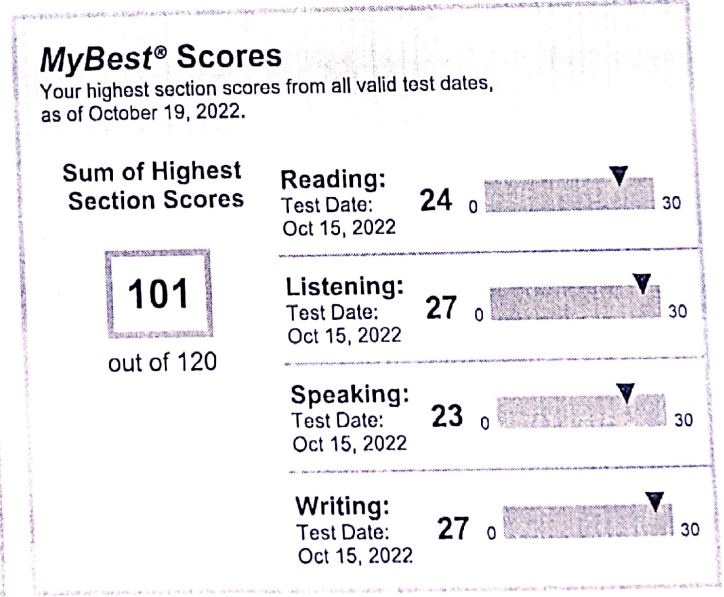 MyBest® Scores
Your highest section scores from all valid test dates,
as of October 19, 2022.
Sum of Highest
Section Scores
101
out of 120
Reading:
Test Date:
Oct 15, 2022
24 0 30
Listening:
Test Date:
Oct 15, 2022
27 0 30
Speaking:
Test Date:
Oct 15, 2022
23 0 30
Writing:
Test Date:
Oct 15, 2022
27 0 30